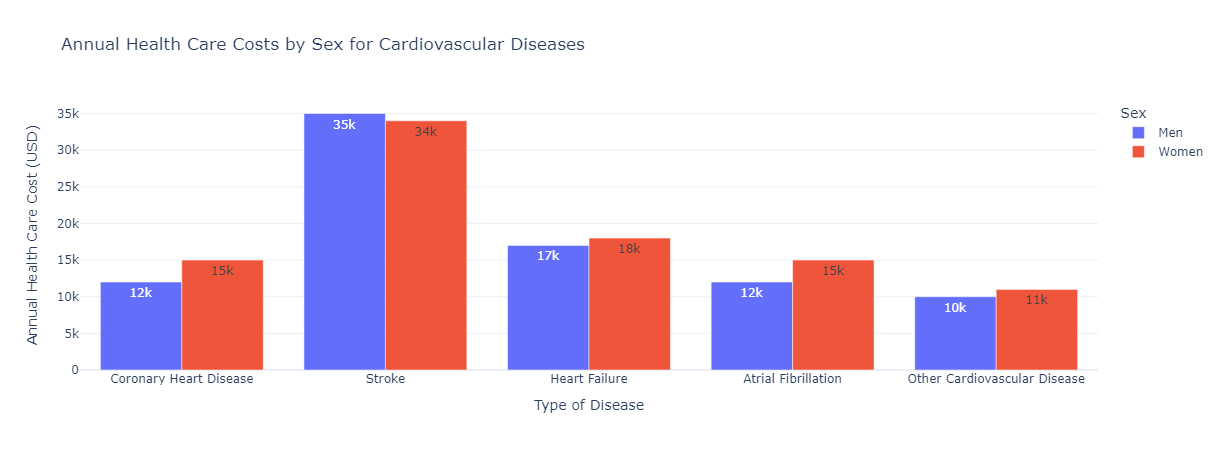 Annual Health Care Costs by Sex for Cardiovascular Diseases
Annual Health Care Cost (USD)
35k
30k
25k
20k
15k
10k
5k
0
12k
15k
35k
34k
17k
18k
12k
15k
10k
11k
Coronary Heart Disease
Stroke
Heart Failure
Atrial Fibrillation
Other Cardiovascular Disease
Type of Disease
Sex
Men
Women